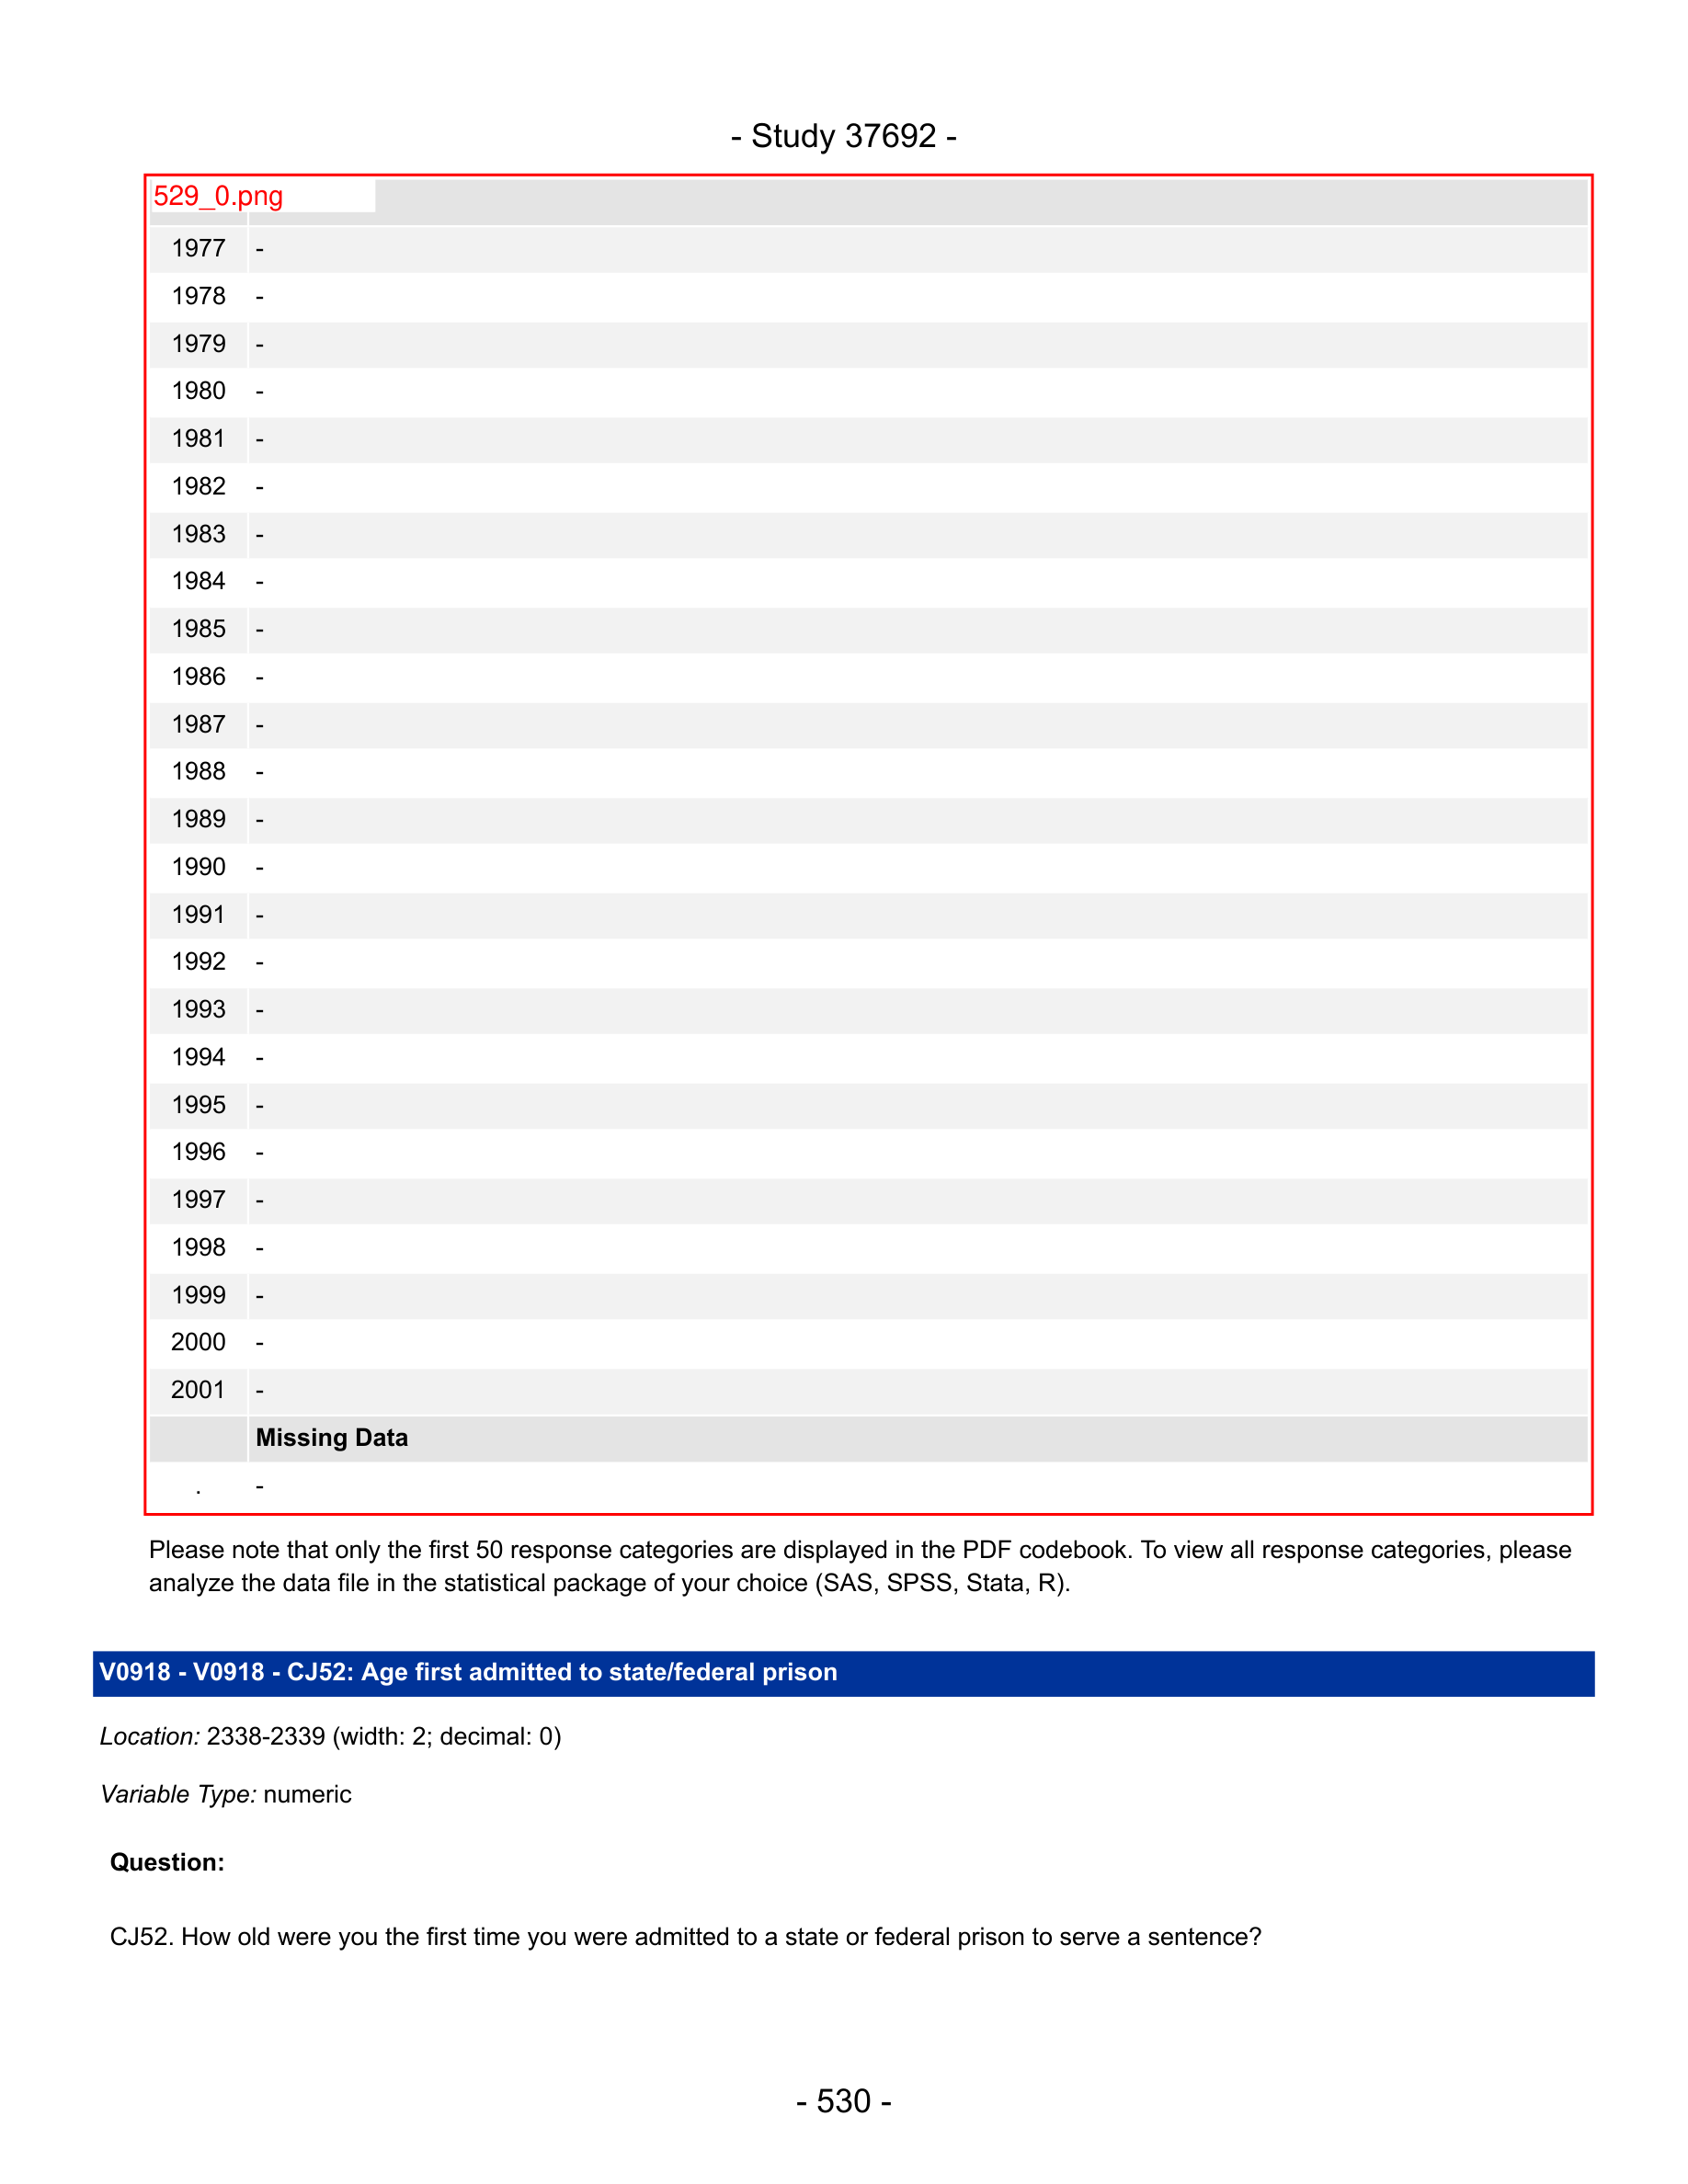 - Study 37692 -
529_0.png
1977 -
1978 -
1979 -
1980 -
1981 -
1982 -
1983 -
1984 -
1985 -
1986 -
1987 -
1988 -
1989 -
1990 -
1991 -
1992 -
1993 -
1994 -
1995 -
1996 -
1997 -
1998 -
1999 -
2000 -
2001 -
Missing Data
. -
Please note that only the first 50 response categories are displayed in the PDF codebook. To view all response categories, please
analyze the data file in the statistical package of your choice (SAS, SPSS, Stata, R).
V0918 - V0918 - CJ52: Age first admitted to state/federal prison
Location: 2338-2339 (width: 2; decimal: 0)
Variable Type: numeric
Question:
CJ52. How old were you the first time you were admitted to a state or federal prison to serve a sentence?
- 530 -